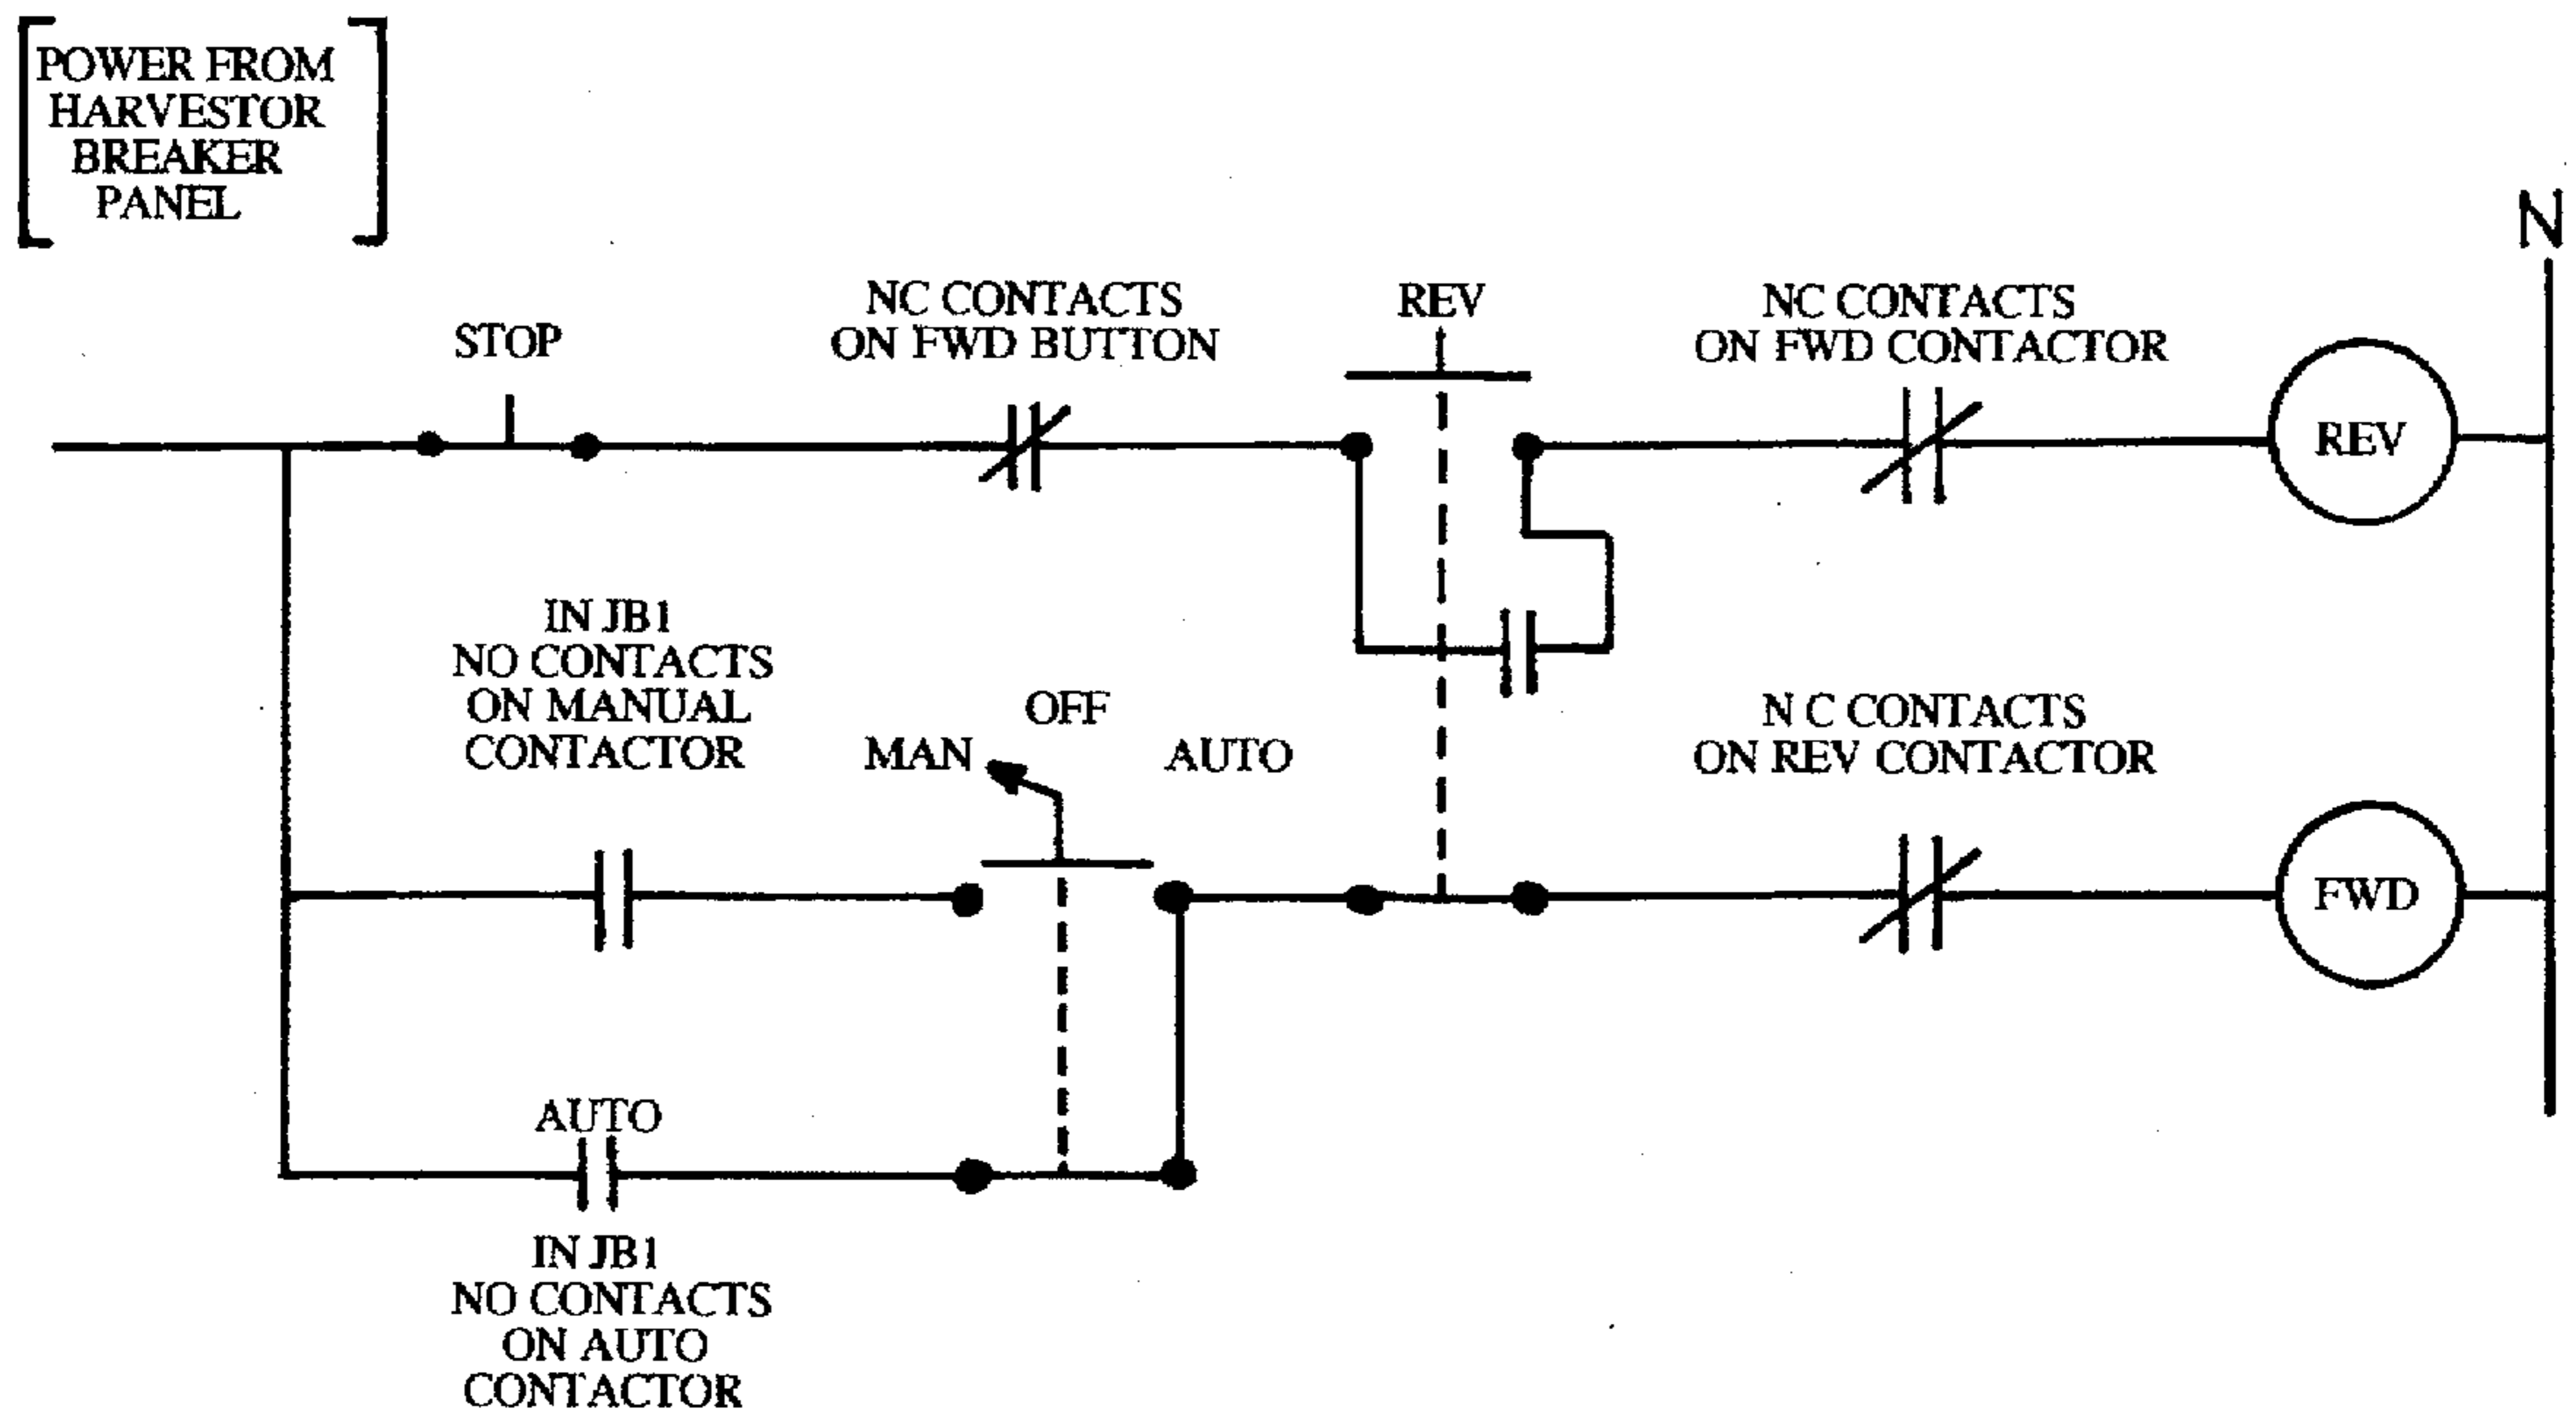 POWER FROM
HARVESTOR
BREAKER
PANEL
N
STOP
NC CONTACTS
ON FWD BUTTON
REV
NC CONTACTS
ON FWD CONTACTOR
REV
IN JB1
NO CONTACTS
ON MANUAL
CONTACTOR
MAN
OFF
AUTO
N C CONTACTS
ON REV CONTACTOR
FWD
AUTO
IN JB1
NO CONTACTS
ON AUTO
CONTACTOR